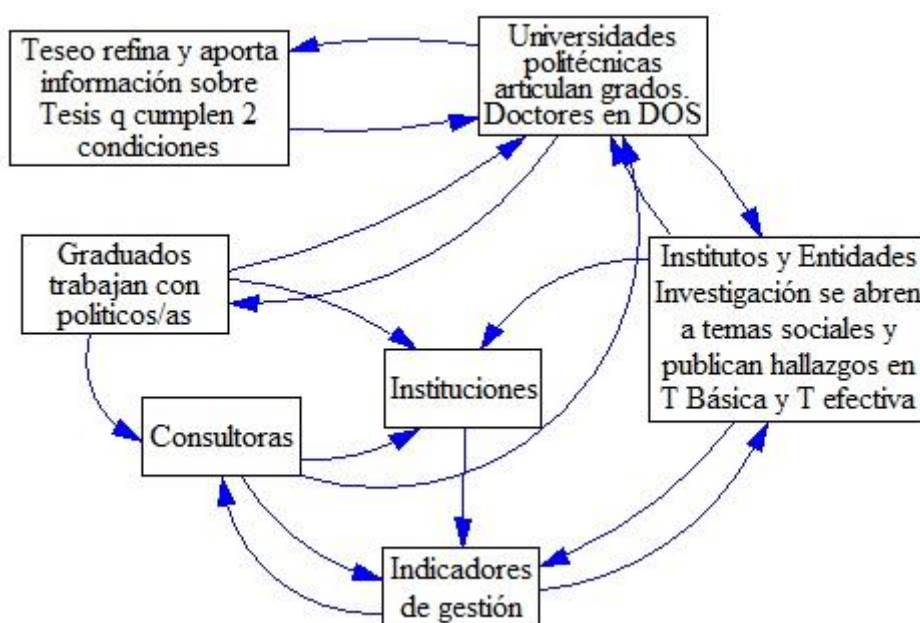 Teseo refina y aporta
información sobre
Tesis q cumplen 2
condiciones
Universidades
politécnicas
articulan grados.
Doctores en DOS
Graduados
trabajan con
politicos/as
Institutos y Entidades
Investigación se abren
a temas sociales y
publican hallazgos en
T Básica y T efectiva
Instituciones
Consultoras
Indicadores
de gestión